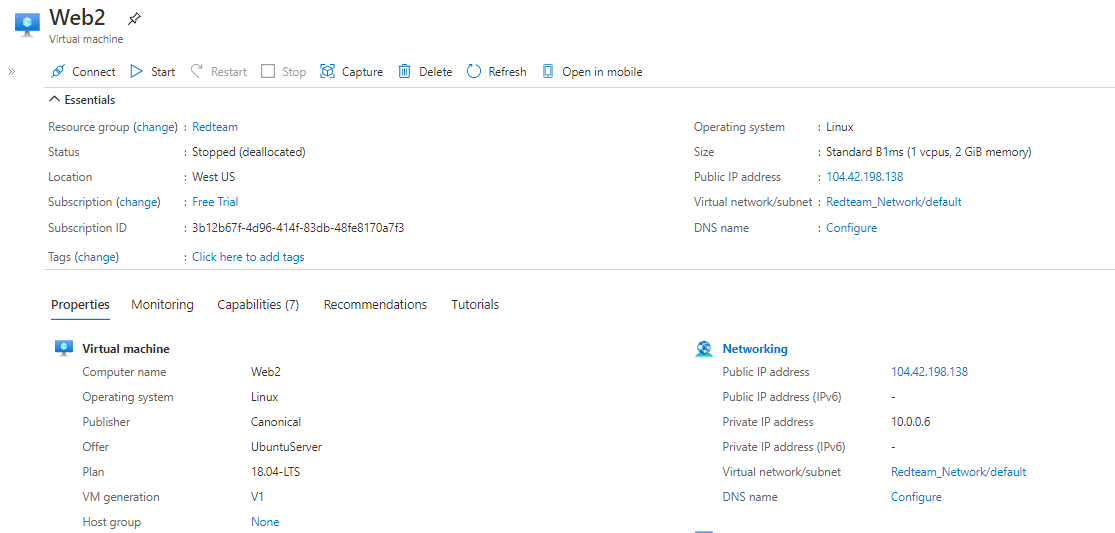 Web2
Virtual machine
» Connect Start Restart Stop Capture Delete Refresh Open in mobile
Essentials
Resource group (change) : Redteam
Status : Stopped (deallocated)
Location : West US
Subscription (change) : Free Trial
Subscription ID : 3b12b67f-4d96-414f-83db-48fe8170a7f3
Tags (change) : Click here to add tags
Operating system : Linux
Size : Standard B1ms (1 vcpus, 2 GiB memory)
Public IP address : 104.42.198.138
Virtual network/subnet : Redteam_Network/default
DNS name : Configure
Properties Monitoring Capabilities (7) Recommendations Tutorials
Virtual machine
Computer name Web2
Operating system Linux
Publisher Canonical
Offer UbuntuServer
Plan 18.04-LTS
VM generation V1
Host group None
Networking
Public IP address 104.42.198.138
Public IP address (IPv6) -
Private IP address 10.0.0.6
Private IP address (IPv6) -
Virtual network/subnet Redteam_Network/default
DNS name Configure